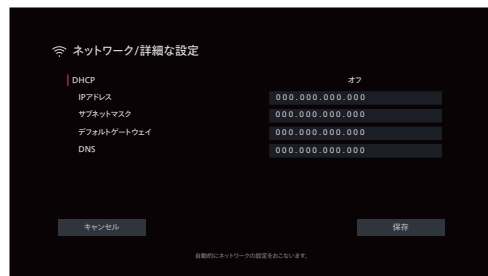 ネットワーク/詳細な設定
DHCP オフ
IPアドレス 000.000.000.000
サブネットマスク 000.000.000.000
デフォルトゲートウェイ 000.000.000.000
DNS 000.000.000.000
キャンセル 保存
自動的にネットワークの設定をおこないます。